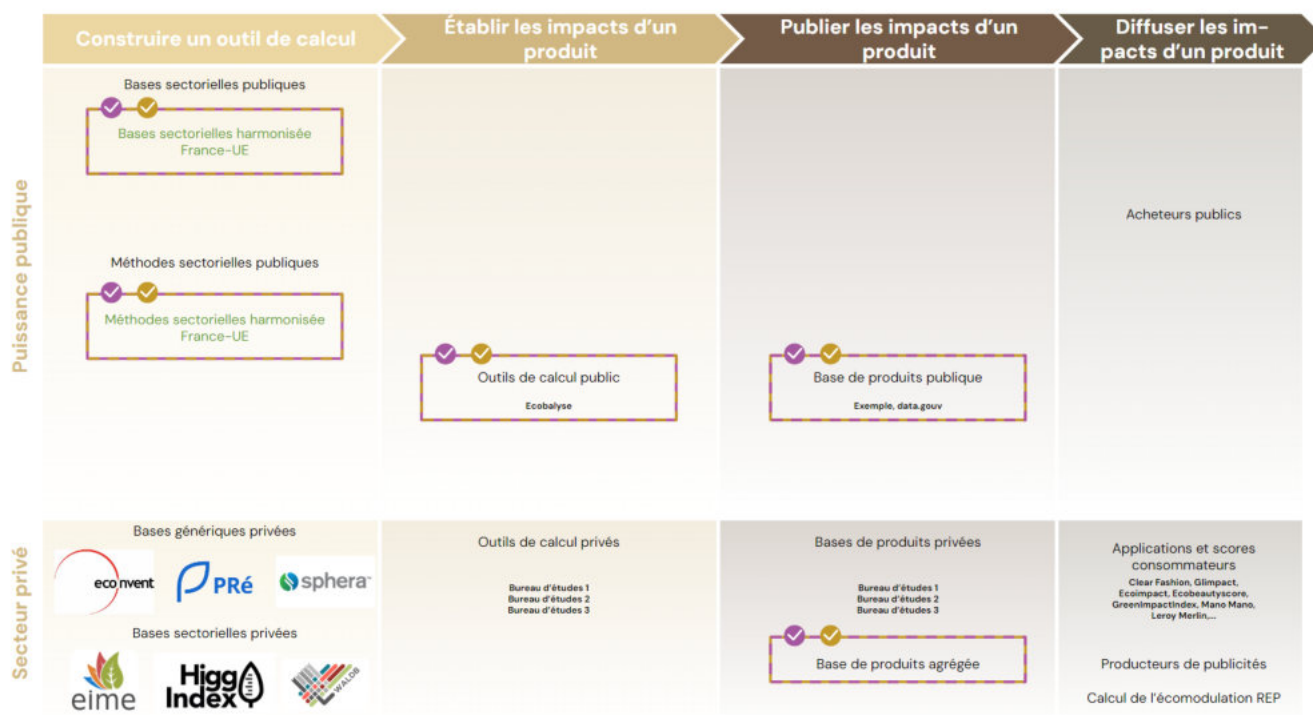 Construire un outil de calcul
Établir les impacts d'un
produit
Publier les impacts d'un
produit
Diffuser les im-
pacts d'un produit
Puissance publique
Bases sectorielles publiques
Bases sectorielles harmonisée
France-UE
Méthodes sectorielles publiques
Méthodes sectorielles harmonisée
France-UE
Outils de calcul public
Ecobalyse
Base de produits publique
Exemple, data.gouv
Acheteurs publics
Secteur privé
Bases génériques privées
ecoinvent
PRé
sphera
Bases sectorielles privées
eime
Higg
Index
WALDB
Outils de calcul privés
Bureau d'études 1
Bureau d'études 2
Bureau d'études 3
Bases de produits privées
Bureau d'études 1
Bureau d'études 2
Bureau d'études 3
Base de produits agrégée
Applications et scores
consommateurs
Clear Fashion, Glimpact,
Ecoimpact, Ecobeautyscore,
GreenImpactIndex, Mano Mano,
Leroy Merlin,...
Producteurs de publicités
Calcul de l'écomodulation REP